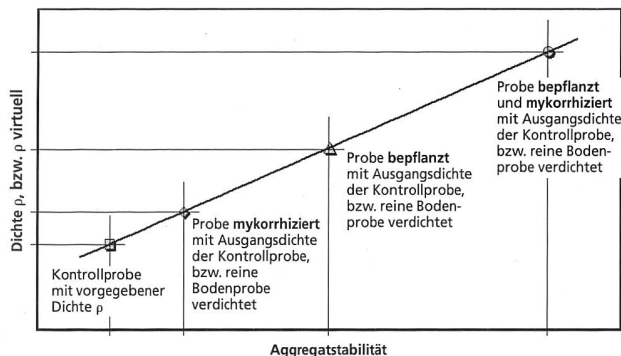 Dichte ρ, bzw. ρ virtuell
Probe bepflanzt
und mykorrhiziert
mit Ausgangsdichte
der Kontrollprobe,
bzw. reine Boden-
probe verdichtet
Probe bepflanzt
mit Ausgangsdichte
der Kontrollprobe,
bzw. reine Boden-
probe verdichtet
Probe mykorrhiziert
mit Ausgangsdichte
der Kontrollprobe,
bzw. reine
Bodenprobe
verdichtet
Kontrollprobe
mit vorgegebener
Dichte ρ
Aggregatstabilität